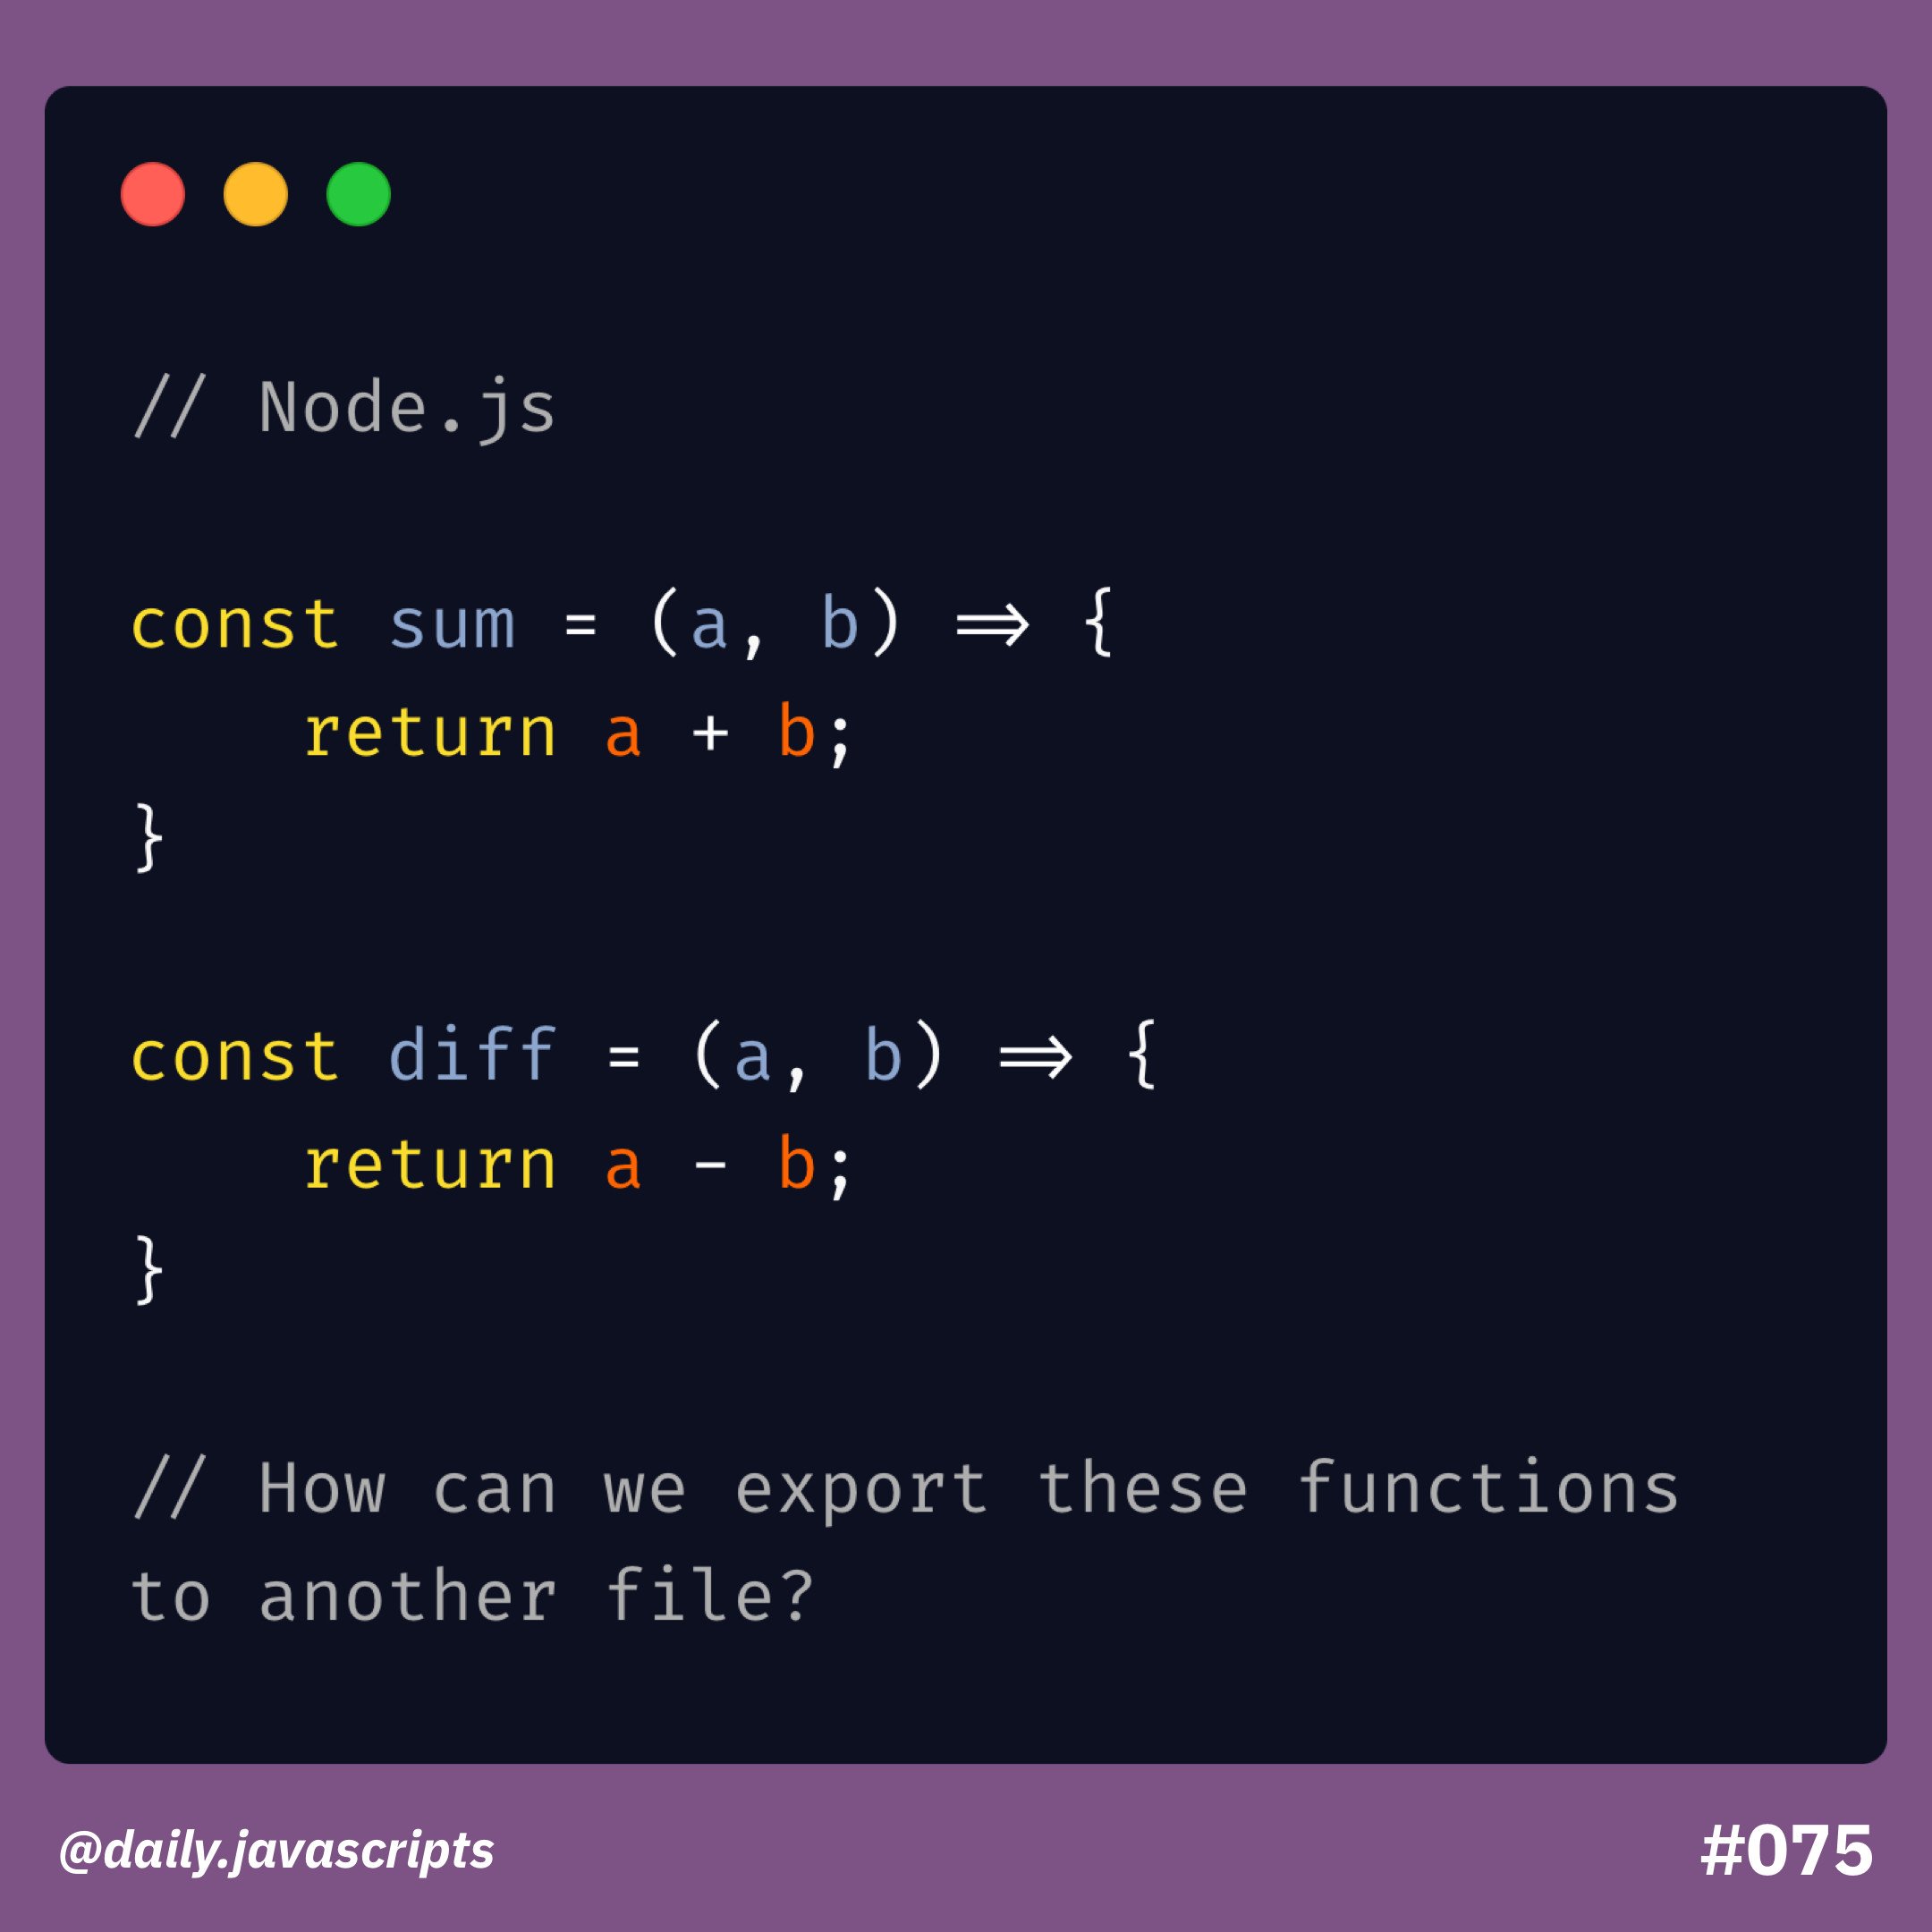 // Node.js
const sum = (a, b) => {
    return a + b;
}
const diff = (a, b) => {
    return a - b;
}
// How can we export these functions
to another file?
@daily.javascripts
#075